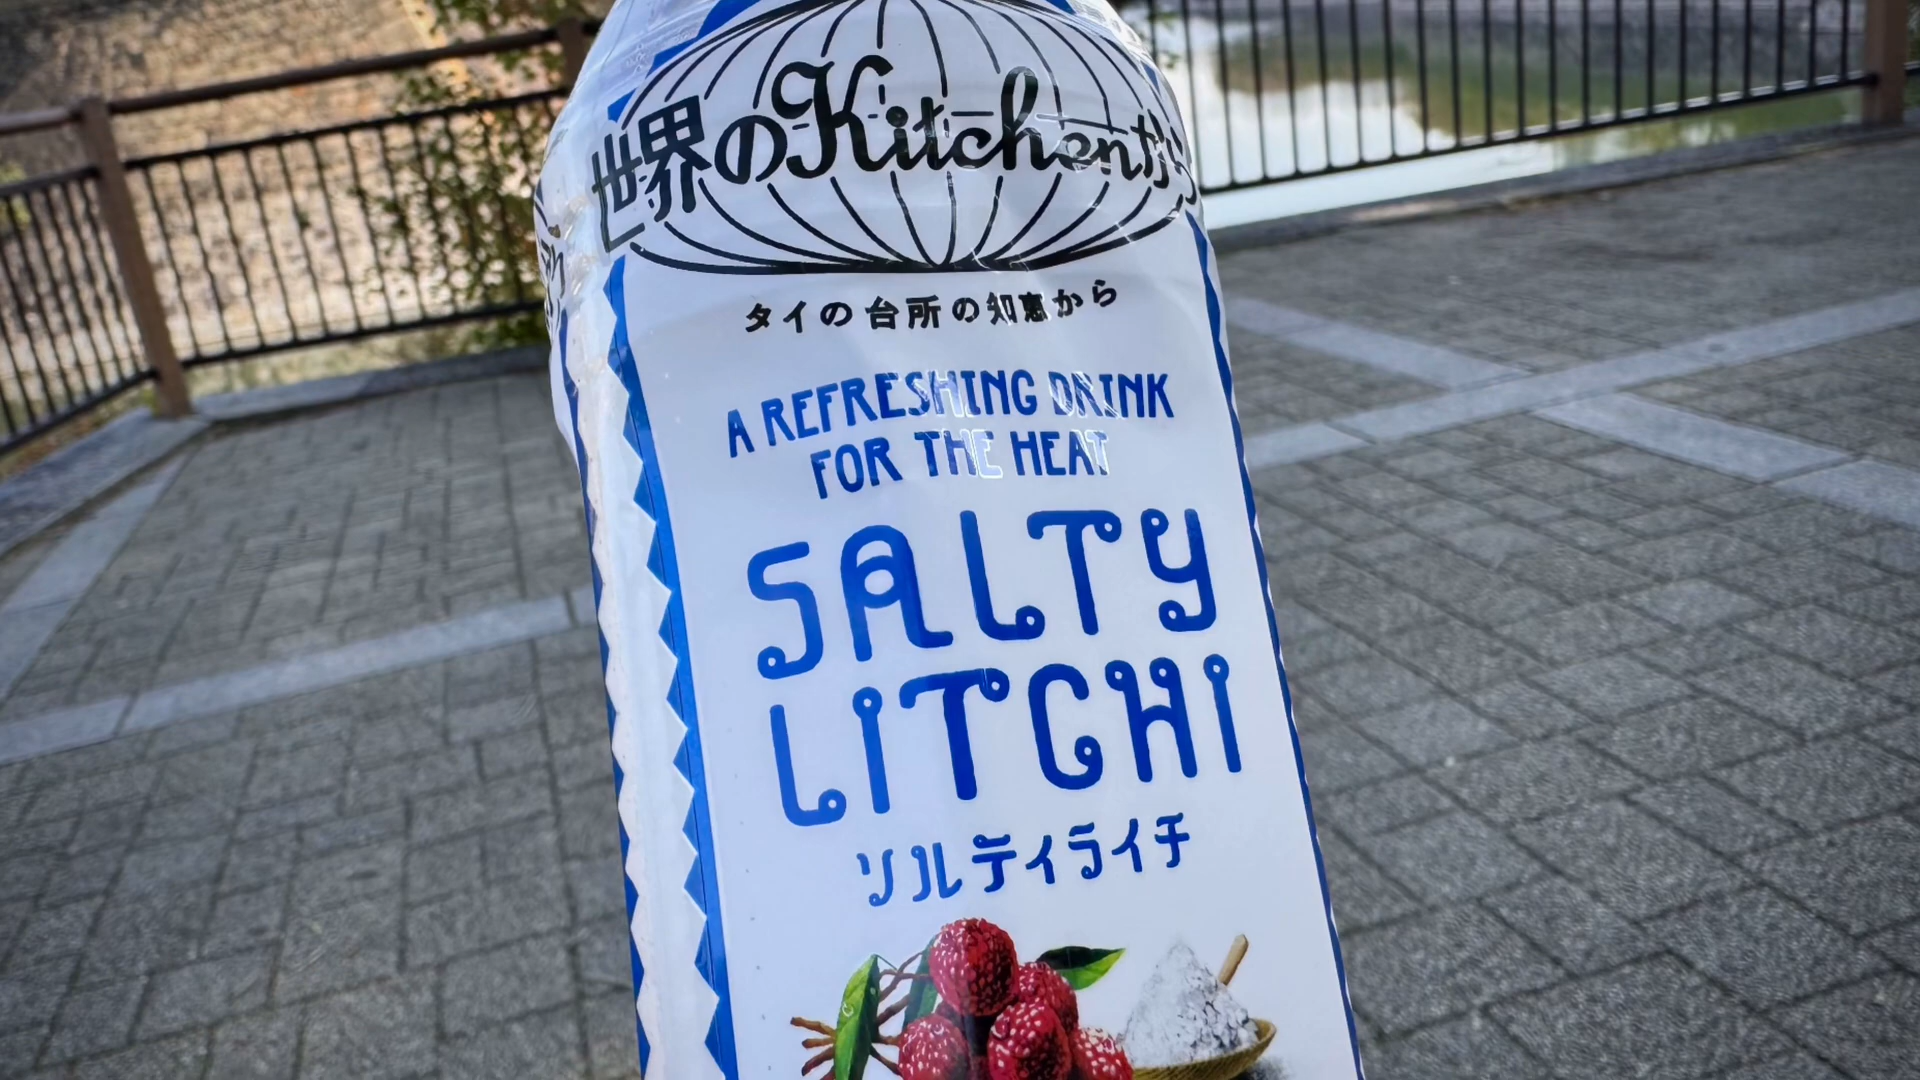 世界のKitchenから
タイの台所の知恵から
A REFRESHING DRINK
FOR THE HEAT
SALTY
LITCHI
ソルティライチ